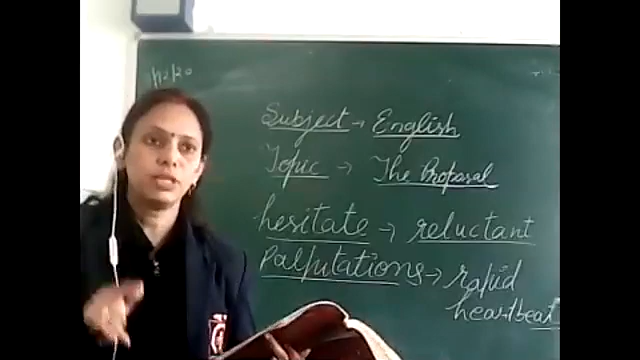 Subject → English
Topic → The Proposal
hesitate → reluctant
Palputations → rapid
heartbeat